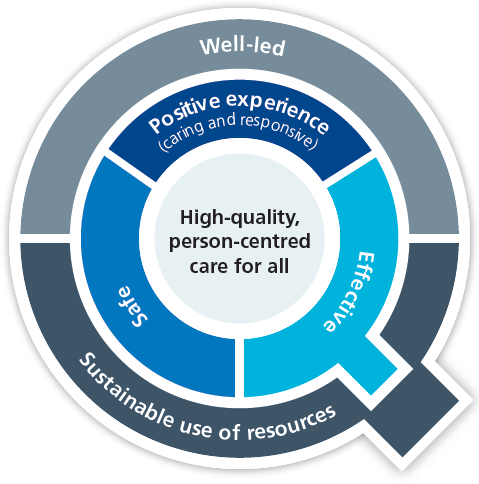 Well-led
Positive experience
(caring and responsive)
High-quality,
person-centred
care for all
Safe
Effective
Sustainable use of resources